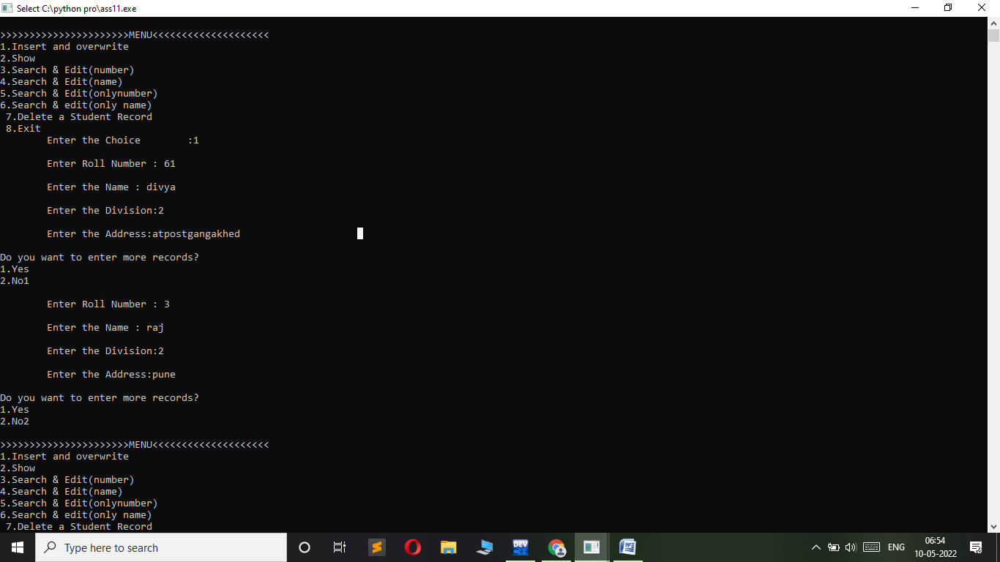 Select C:\python pro\ass11.exe
>>>>>>>>>>>>>>>>>>>>>>MENU<<<<<<<<<<<<<<<<<<<<
1.Insert and overwrite
2.Show
3.Search & Edit(number)
4.Search & Edit(name)
5.Search & Edit(onlynumber)
6.Search & edit(only name)
7.Delete a Student Record
8.Exit
Enter the Choice :1
Enter Roll Number : 61
Enter the Name : divya
Enter the Division:2
Enter the Address:atpostgangakhed
Do you want to enter more records?
1.Yes
2.No1
Enter Roll Number : 3
Enter the Name : raj
Enter the Division:2
Enter the Address:pune
Do you want to enter more records?
1.Yes
2.No2
>>>>>>>>>>>>>>>>>>>>>>MENU<<<<<<<<<<<<<<<<<<<<
1.Insert and overwrite
2.Show
3.Search & Edit(number)
4.Search & Edit(name)
5.Search & Edit(onlynumber)
6.Search & edit(only name)
7.Delete a Student Record
Type here to search
DEV
ENG
06:54
10-05-2022